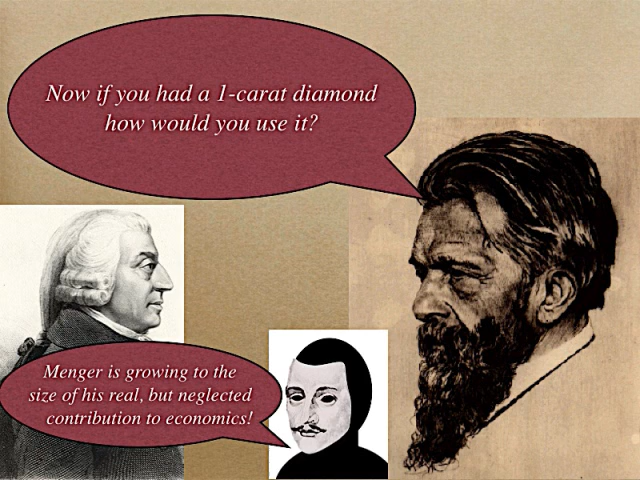 Now if you had a 1-carat diamond
how would you use it?
Menger is growing to the
size of his real, but neglected
contribution to economics!